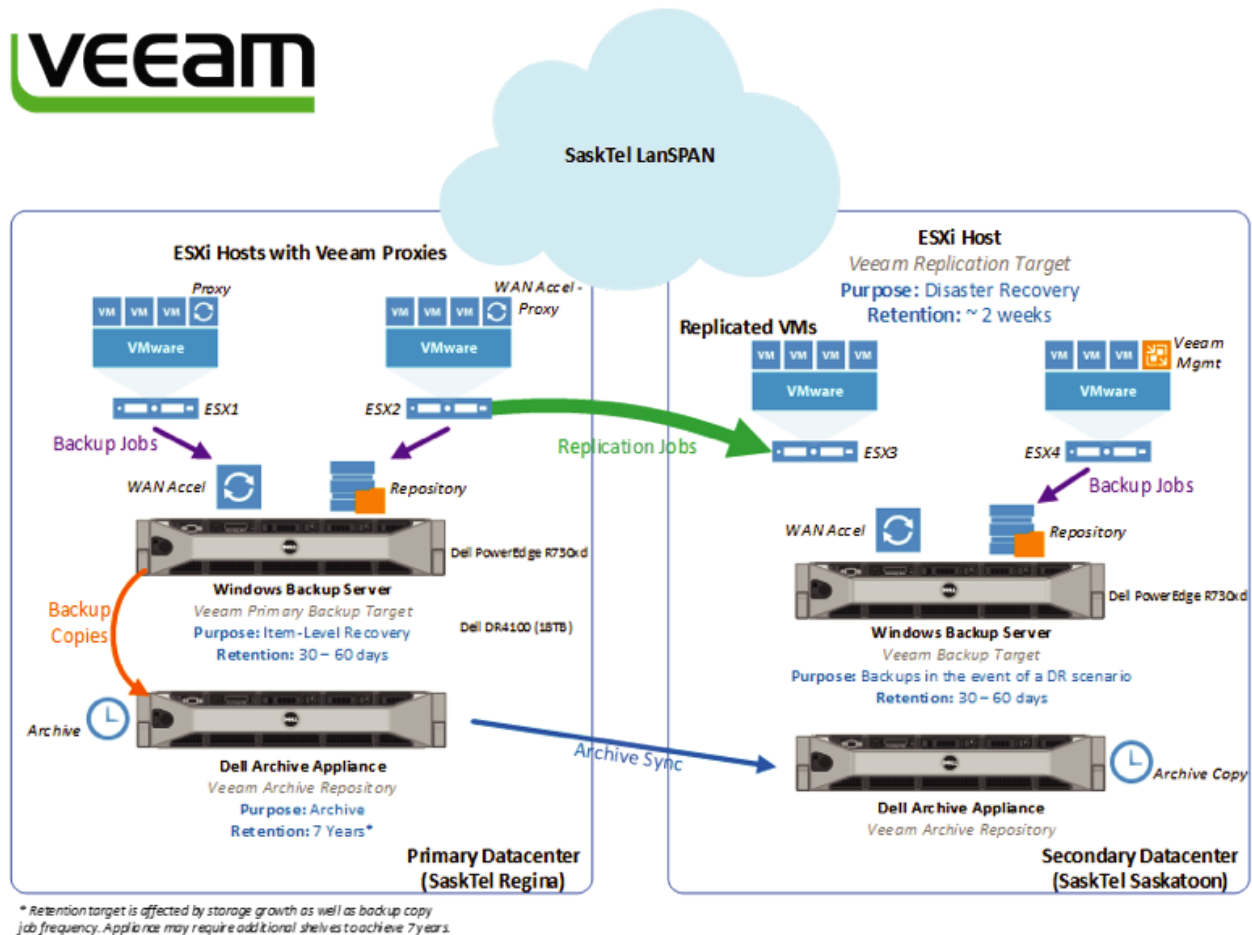 veeam
SaskTel LanSPAN
ESXi Hosts with Veeam Proxies
Proxy
VM VM VM
VMware
ESX1
WAN Accel -
Proxy
VM VM VM
VMware
ESX2
Backup Jobs
WAN Accel
Repository
Dell PowerEdge R730xd
Windows Backup Server
Veeam Primary Backup Target
Purpose: Item-Level Recovery
Retention: 30 – 60 days
Dell DR4100 (18TB)
Backup
Copies
Archive
Dell Archive Appliance
Veeam Archive Repository
Purpose: Archive
Retention: 7 Years*
Primary Datacenter
(SaskTel Regina)
Replication Jobs
Archive Sync
ESXi Host
Veeam Replication Target
Purpose: Disaster Recovery
Retention: ~ 2 weeks
Replicated VMs
VM VM VM VM
VMware
ESX3
VM VM VM
Veeam
Mgmt
VMware
ESX4
Backup Jobs
WAN Accel
Repository
Dell PowerEdge R730xd
Windows Backup Server
Veeam Backup Target
Purpose: Backups in the event of a DR scenario
Retention: 30 – 60 days
Archive Copy
Dell Archive Appliance
Veeam Archive Repository
Secondary Datacenter
(SaskTel Saskatoon)
* Retention target is affected by storage growth as well as backup copy
job frequency. Appliance may require additional shelves to achieve 7 years.